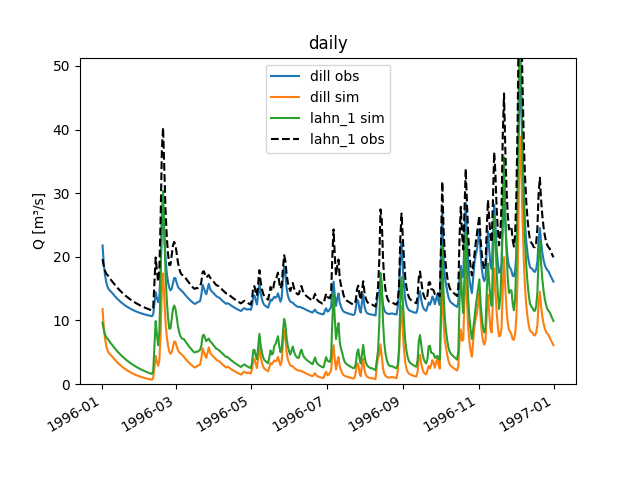 daily
Q [m³/s]
50
40
30
20
10
0
dill obs
dill sim
lahn_1 sim
lahn_1 obs
1996-01
1996-03
1996-05
1996-07
1996-09
1996-11
1997-01